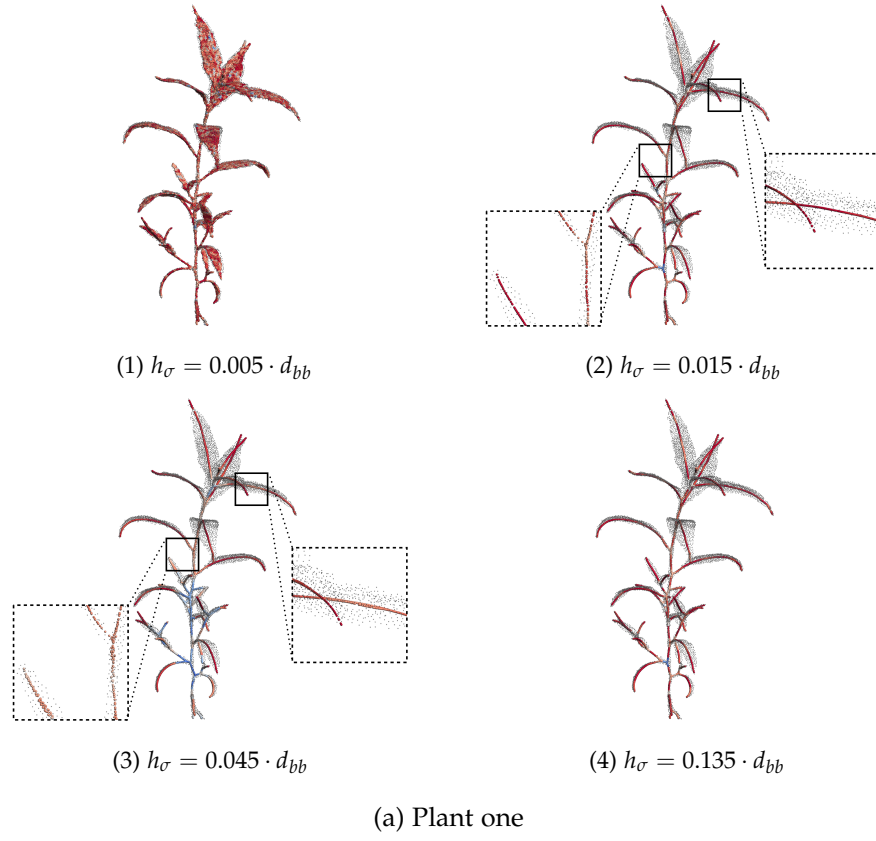 (1) hσ = 0.005 · dbb
(2) hσ = 0.015 · dbb
(3) hσ = 0.045 · dbb
(4) hσ = 0.135 · dbb
(a) Plant one